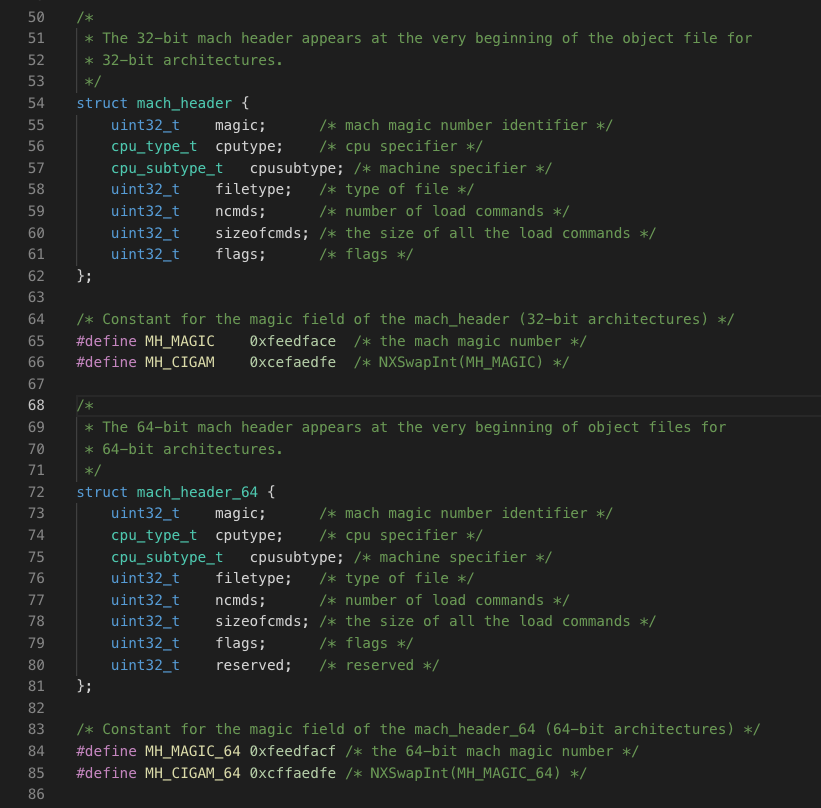 50 /*
51  * The 32-bit mach header appears at the very beginning of the object file for
52  * 32-bit architectures.
53  */
54 struct mach_header {
55     uint32_t    magic;      /* mach magic number identifier */
56     cpu_type_t  cputype;    /* cpu specifier */
57     cpu_subtype_t   cpusubtype; /* machine specifier */
58     uint32_t    filetype;   /* type of file */
59     uint32_t    ncmds;      /* number of load commands */
60     uint32_t    sizeofcmds; /* the size of all the load commands */
61     uint32_t    flags;      /* flags */
62 };
63
64 /* Constant for the magic field of the mach_header (32-bit architectures) */
65 #define MH_MAGIC    0xfeedface  /* the mach magic number */
66 #define MH_CIGAM    0xcefaedfe  /* NXSwapInt(MH_MAGIC) */
67
68 /*
69  * The 64-bit mach header appears at the very beginning of object files for
70  * 64-bit architectures.
71  */
72 struct mach_header_64 {
73     uint32_t    magic;      /* mach magic number identifier */
74     cpu_type_t  cputype;    /* cpu specifier */
75     cpu_subtype_t   cpusubtype; /* machine specifier */
76     uint32_t    filetype;   /* type of file */
77     uint32_t    ncmds;      /* number of load commands */
78     uint32_t    sizeofcmds; /* the size of all the load commands */
79     uint32_t    flags;      /* flags */
80     uint32_t    reserved;   /* reserved */
81 };
82
83 /* Constant for the magic field of the mach_header_64 (64-bit architectures) */
84 #define MH_MAGIC_64 0xfeedfacf /* the 64-bit mach magic number */
85 #define MH_CIGAM_64 0xcffaedfe /* NXSwapInt(MH_MAGIC_64) */
86